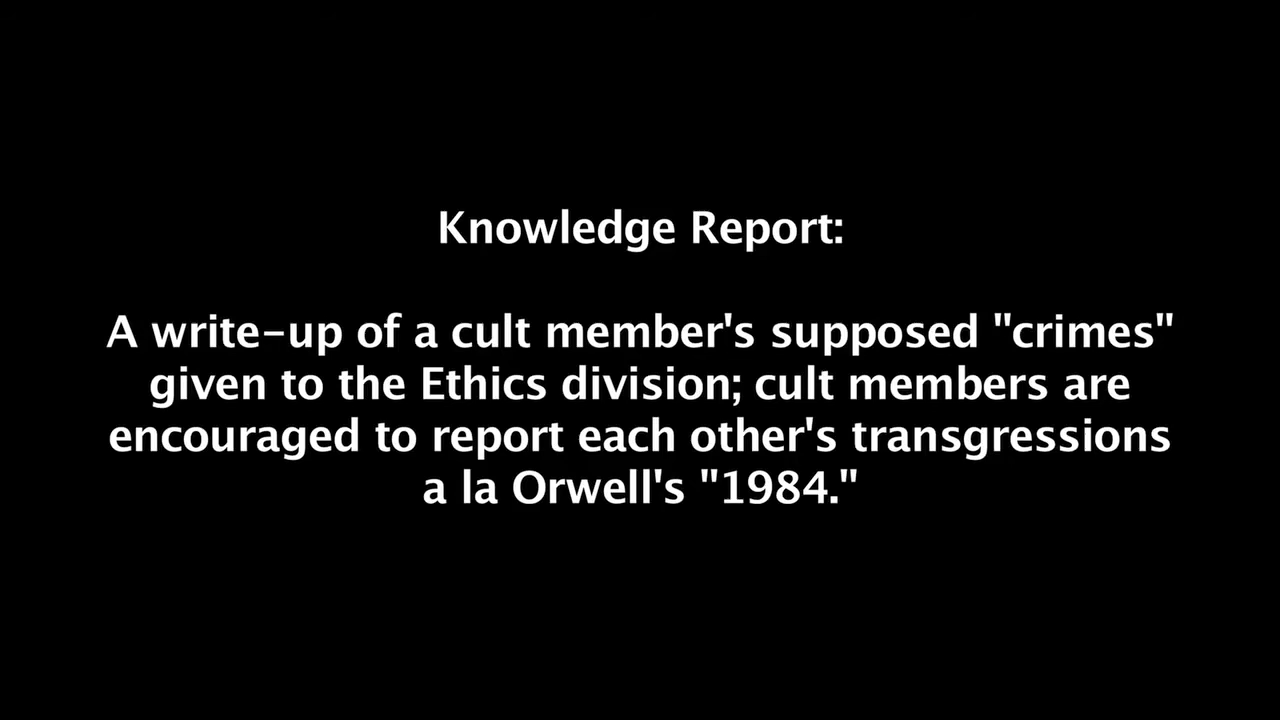 Knowledge Report:
A write-up of a cult member's supposed "crimes"
given to the Ethics division; cult members are
encouraged to report each other's transgressions
a la Orwell's "1984."